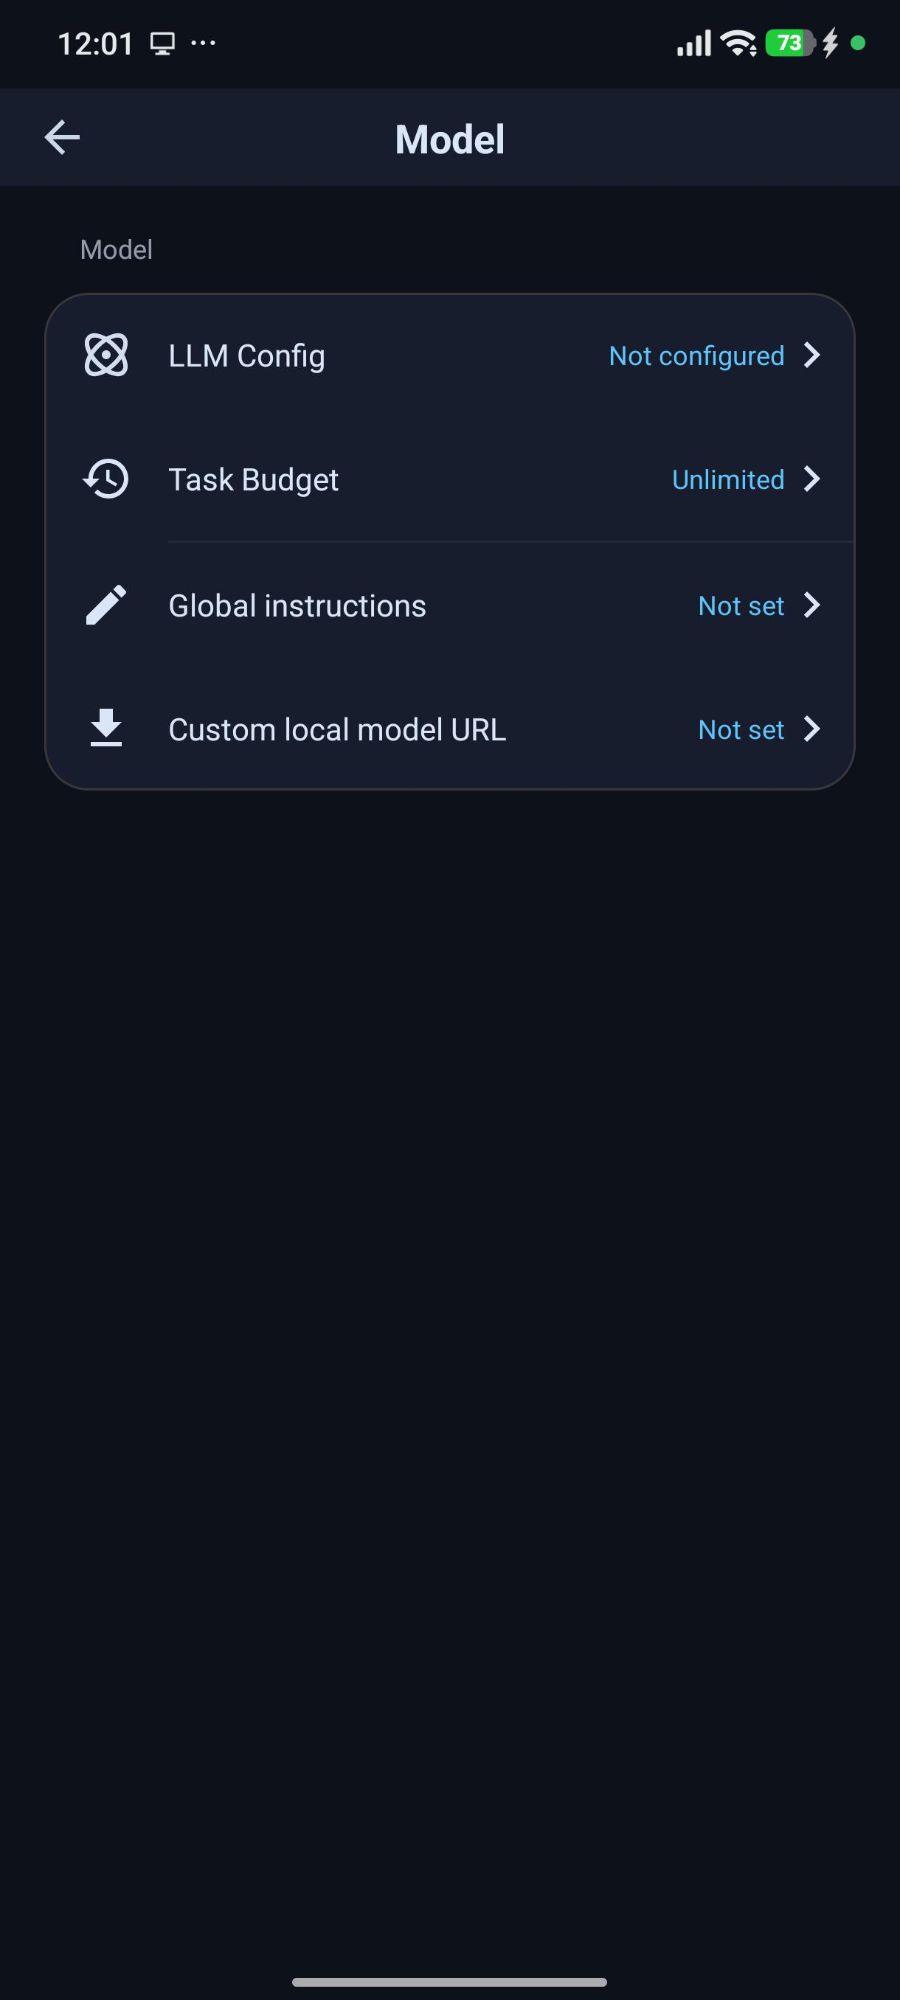 12:01
73
Model
Model
LLM Config Not configured
Task Budget Unlimited
Global instructions Not set
Custom local model URL Not set